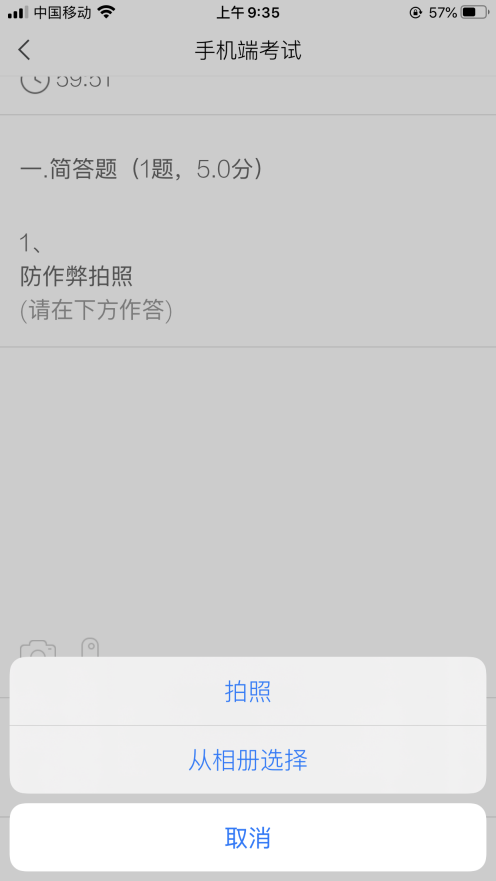 中国移动 上午 9:35 57%
手机端考试
59:51
一.简答题（1题，5.0分）
1、
防作弊拍照
(请在下方作答)
拍照
从相册选择
取消